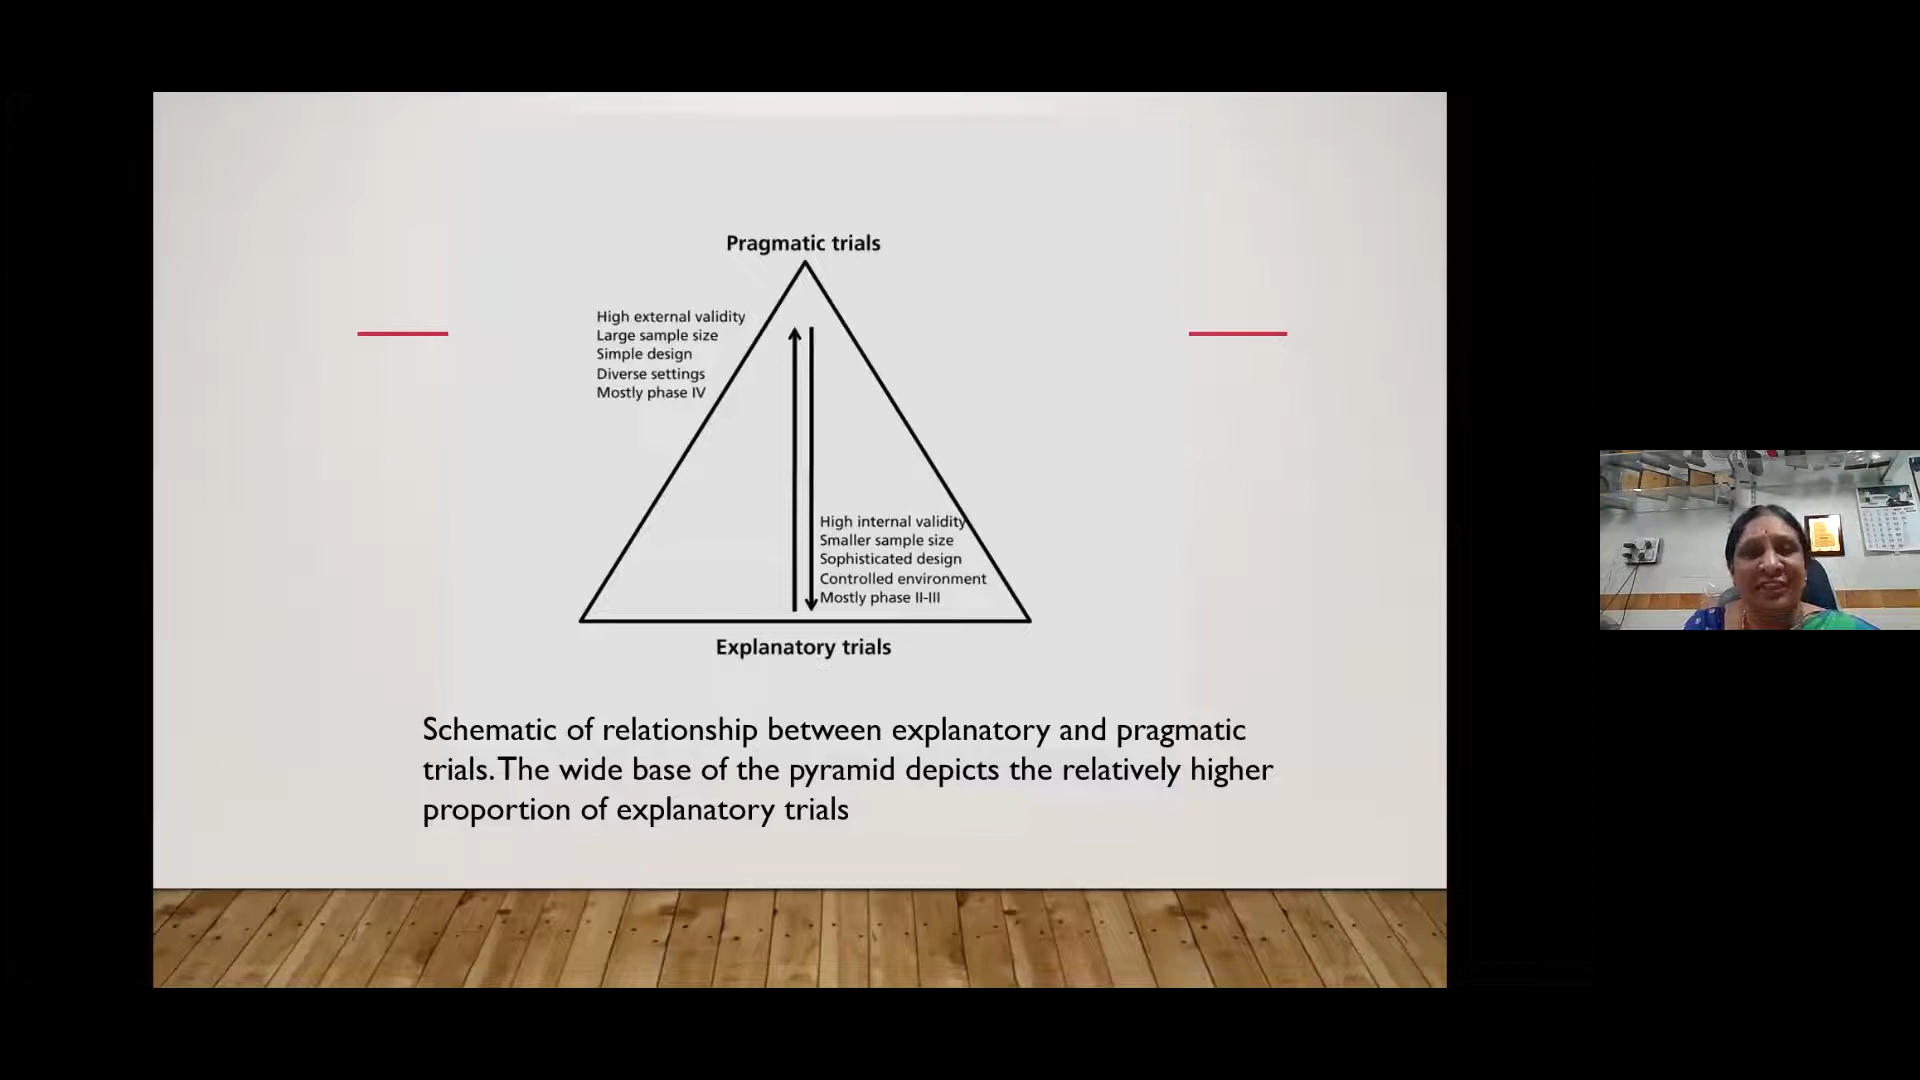 Pragmatic trials
High external validity
Large sample size
Simple design
Diverse settings
Mostly phase IV
High internal validity
Smaller sample size
Sophisticated design
Controlled environment
Mostly phase II-III
Explanatory trials
Schematic of relationship between explanatory and pragmatic
trials. The wide base of the pyramid depicts the relatively higher
proportion of explanatory trials